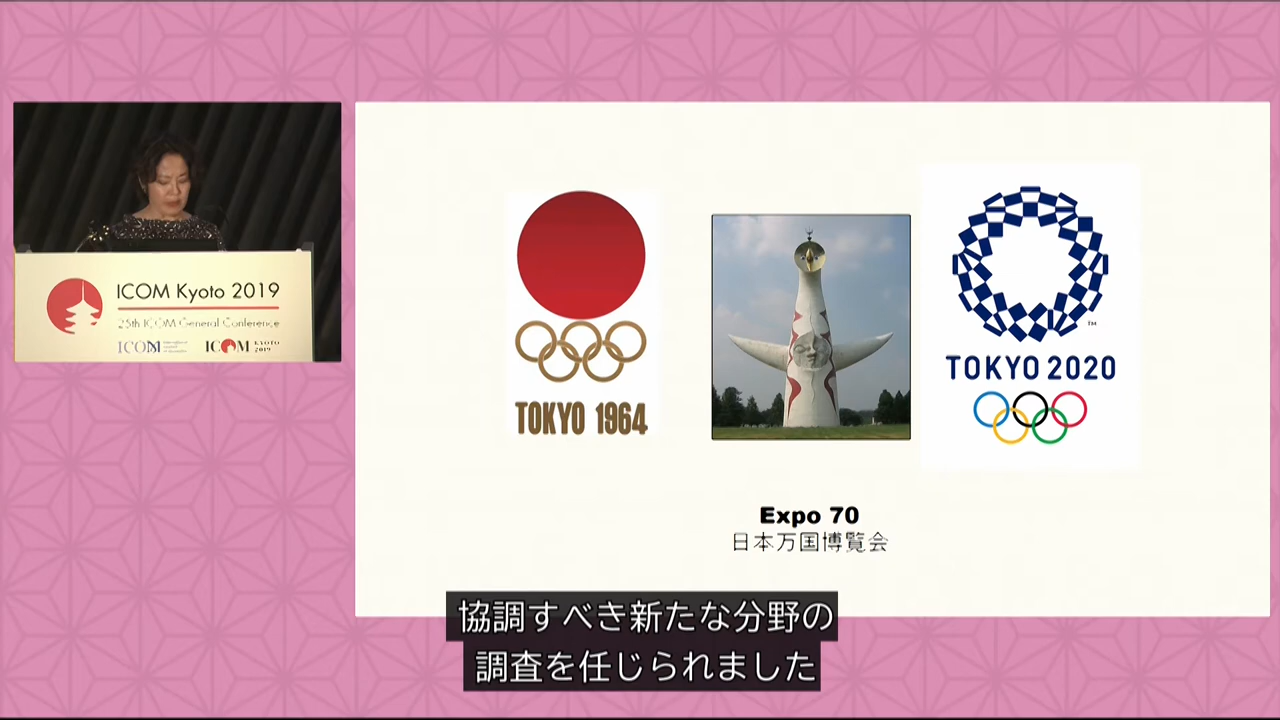 ICOM Kyoto 2019
25th ICOM General Conference
ICOM
ICOM KYOTO 2019
TOKYO 1964
TM
TOKYO 2020
Expo 70
日本万国博覧会
協調すべき新たな分野の
調査を任じられました